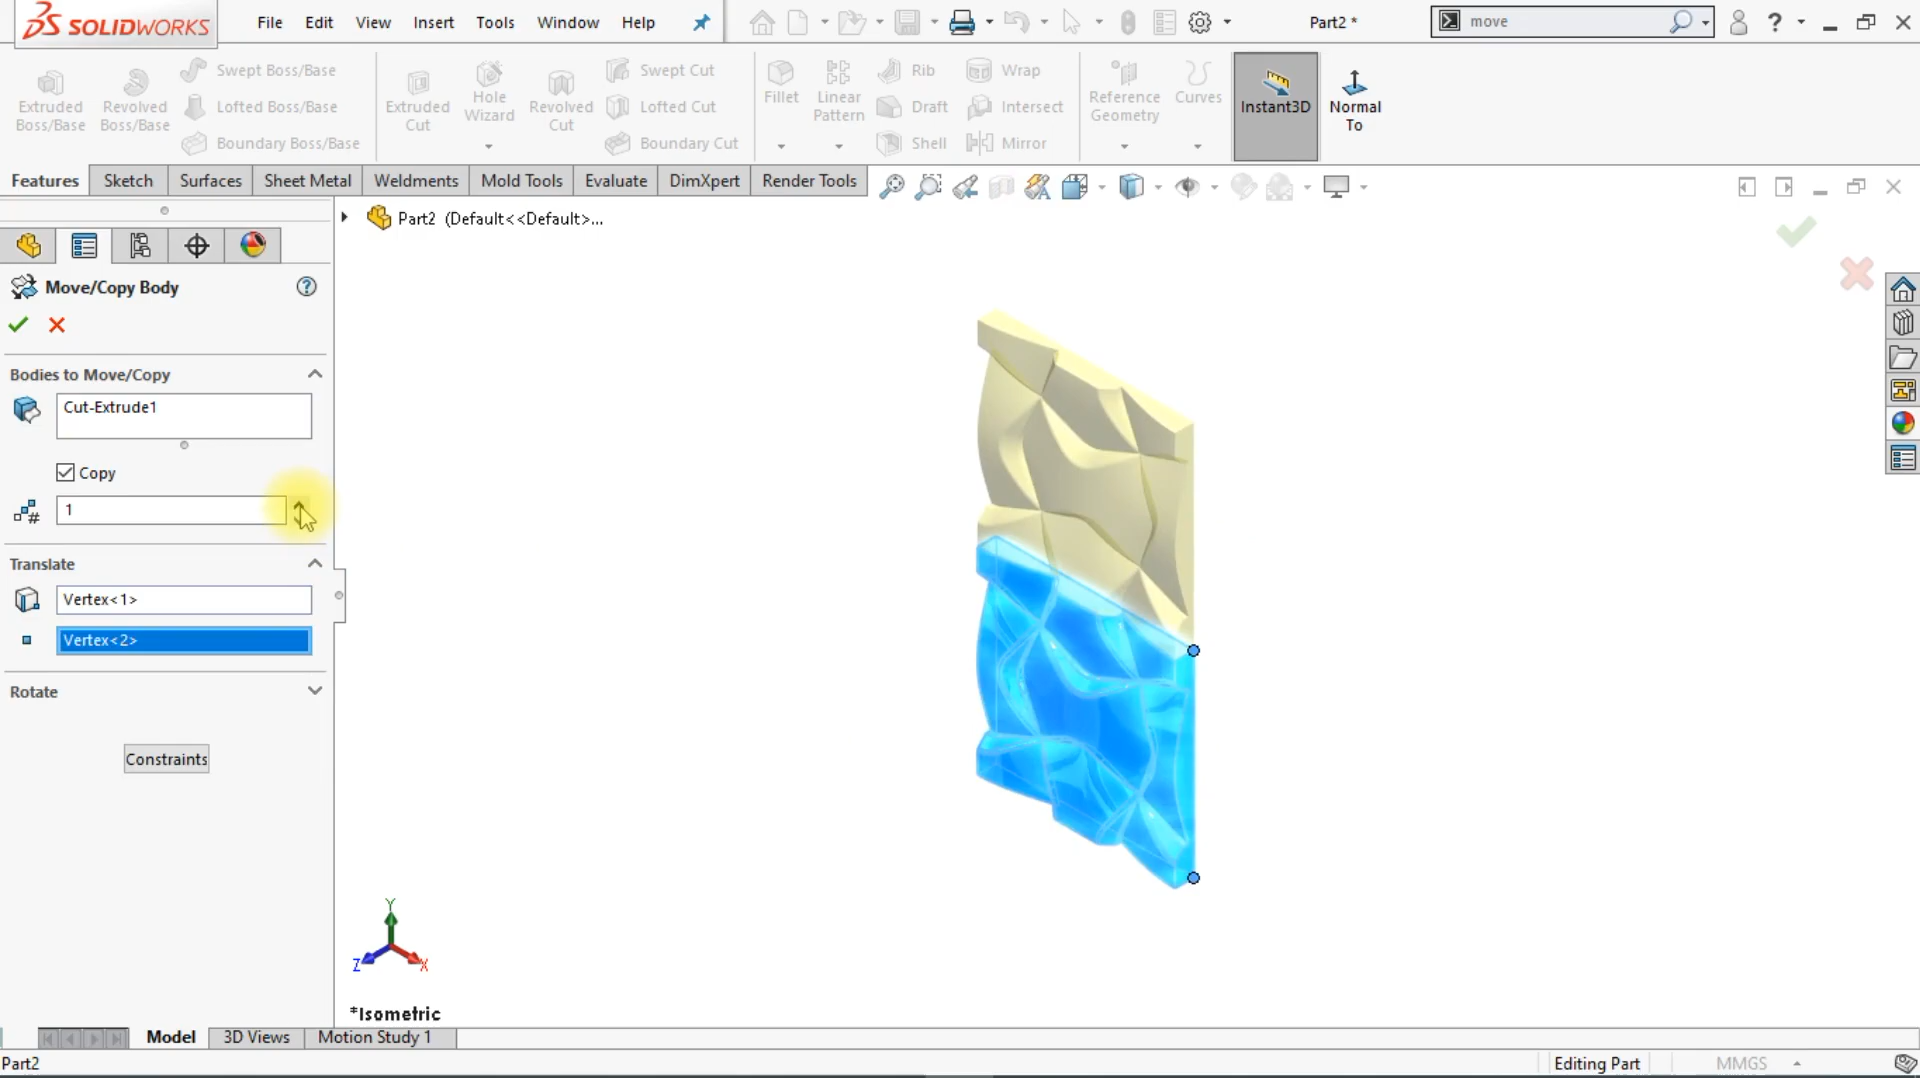 SOLIDWORKS
File Edit View Insert Tools Window Help
Part2 *
move
Extruded Boss/Base
Revolved Boss/Base
Swept Boss/Base
Lofted Boss/Base
Boundary Boss/Base
Extruded Cut
Hole Wizard
Revolved Cut
Swept Cut
Lofted Cut
Boundary Cut
Fillet
Linear Pattern
Rib
Draft
Shell
Wrap
Intersect
Mirror
Reference Geometry
Curves
Instant3D
Normal To
Features Sketch Surfaces Sheet Metal Weldments Mold Tools Evaluate DimXpert Render Tools
Part2 (Default<<Default>...
Move/Copy Body
Bodies to Move/Copy
Cut-Extrude1
Copy
1
Translate
Vertex<1>
Vertex<2>
Rotate
Constraints
Y
Z
X
*Isometric
Model 3D Views Motion Study 1
Part2
Editing Part
MMGS